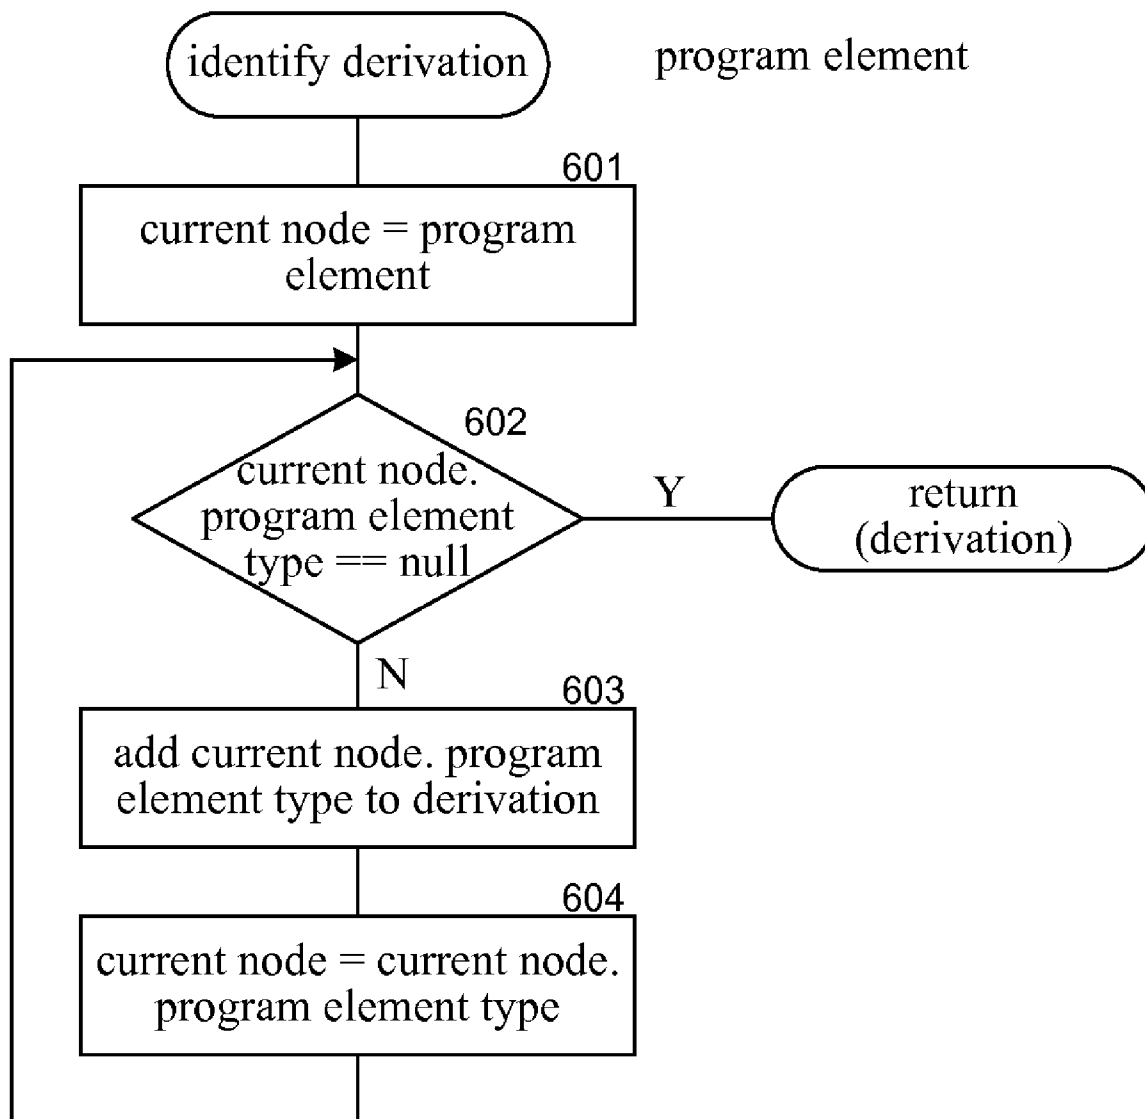 identify derivation
program element
601
current node = program
element
602
current node.
program element
type == null
Y
return
(derivation)
N
603
add current node. program
element type to derivation
604
current node = current node.
program element type